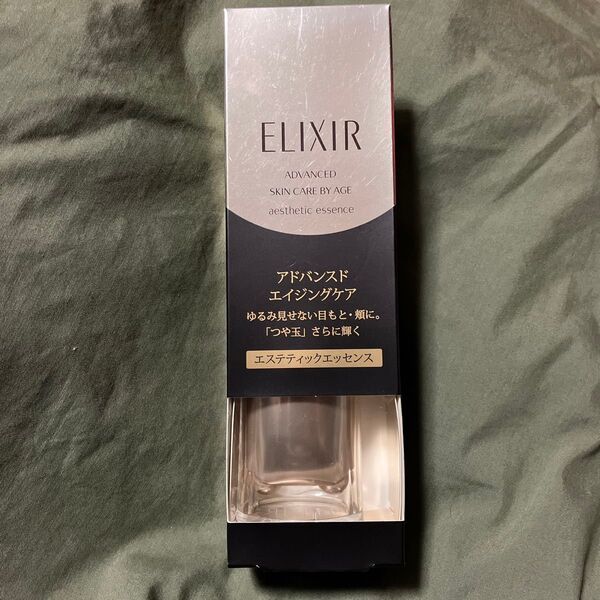 ELIXIR
ADVANCED
SKIN CARE BY AGE
aesthetic essence
アドバンスド
エイジングケア
ゆるみ見せない目もと・頬に。
「つや玉」さらに輝く
エステティックエッセンス